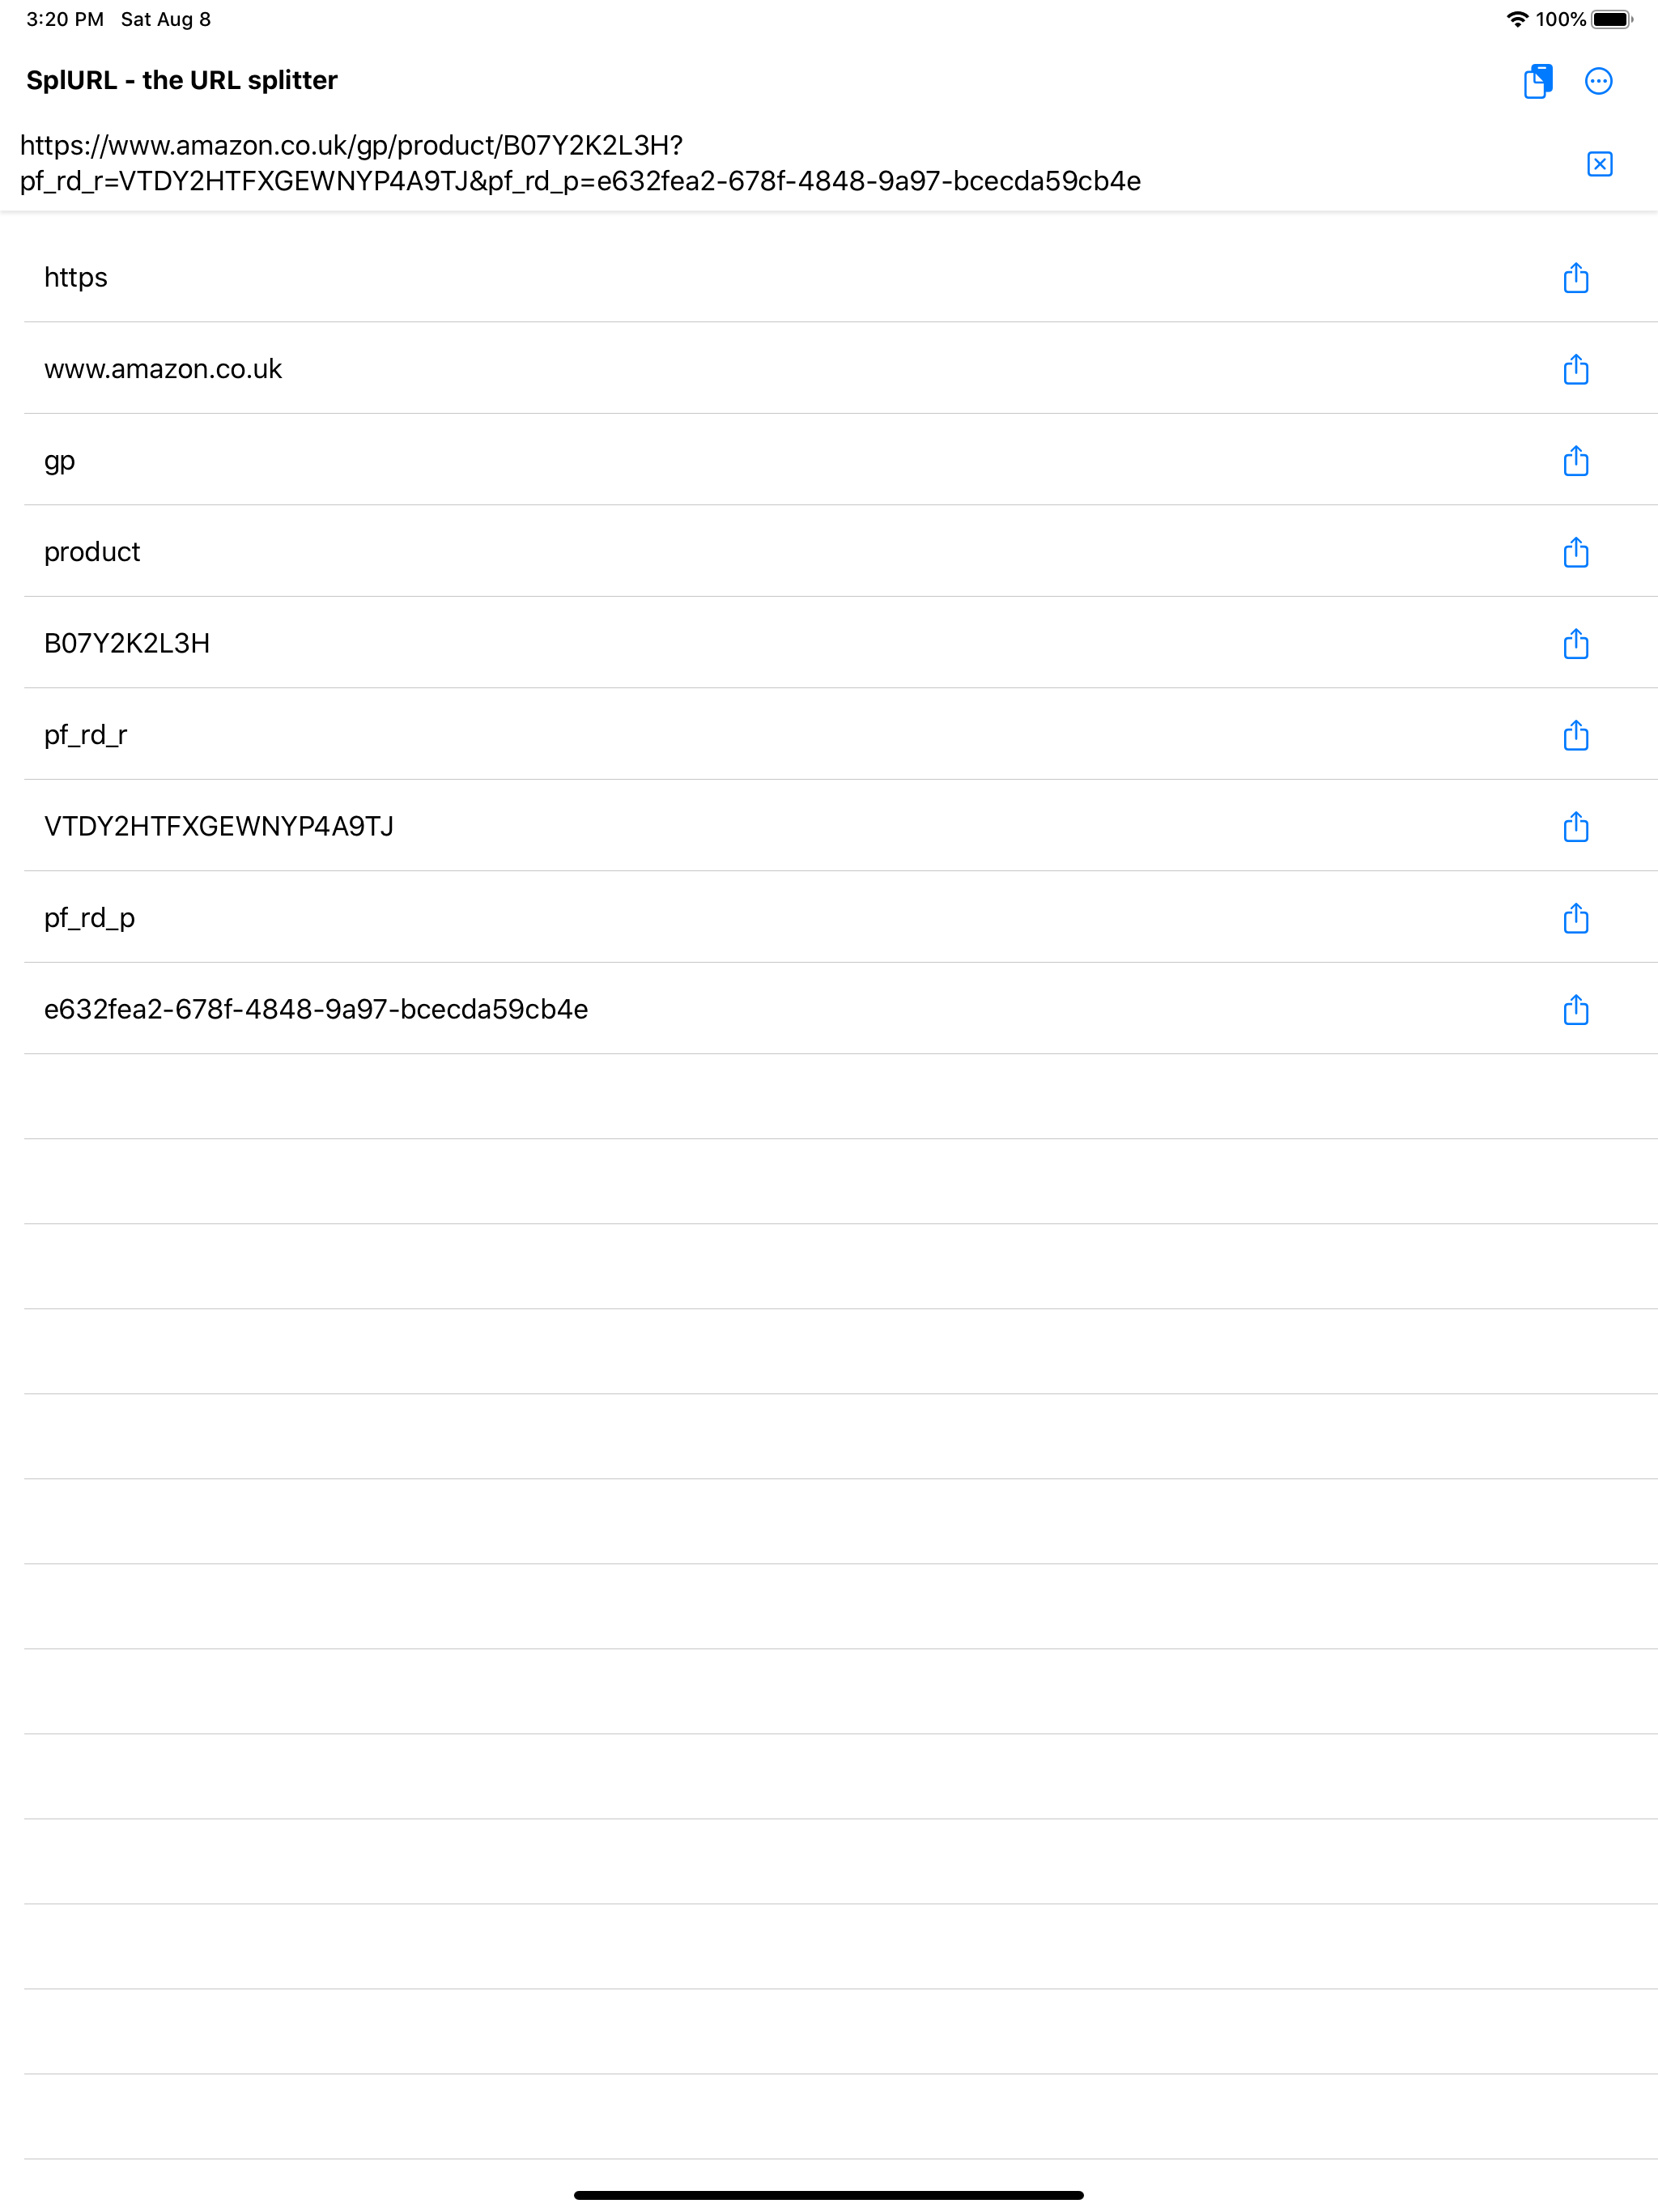 3:20 PM Sat Aug 8 100%
SplURL - the URL splitter
https://www.amazon.co.uk/gp/product/B07Y2K2L3H?
pf_rd_r=VTDY2HTFXGEWNYP4A9TJ&pf_rd_p=e632fea2-678f-4848-9a97-bcecda59cb4e
https
www.amazon.co.uk
gp
product
B07Y2K2L3H
pf_rd_r
VTDY2HTFXGEWNYP4A9TJ
pf_rd_p
e632fea2-678f-4848-9a97-bcecda59cb4e